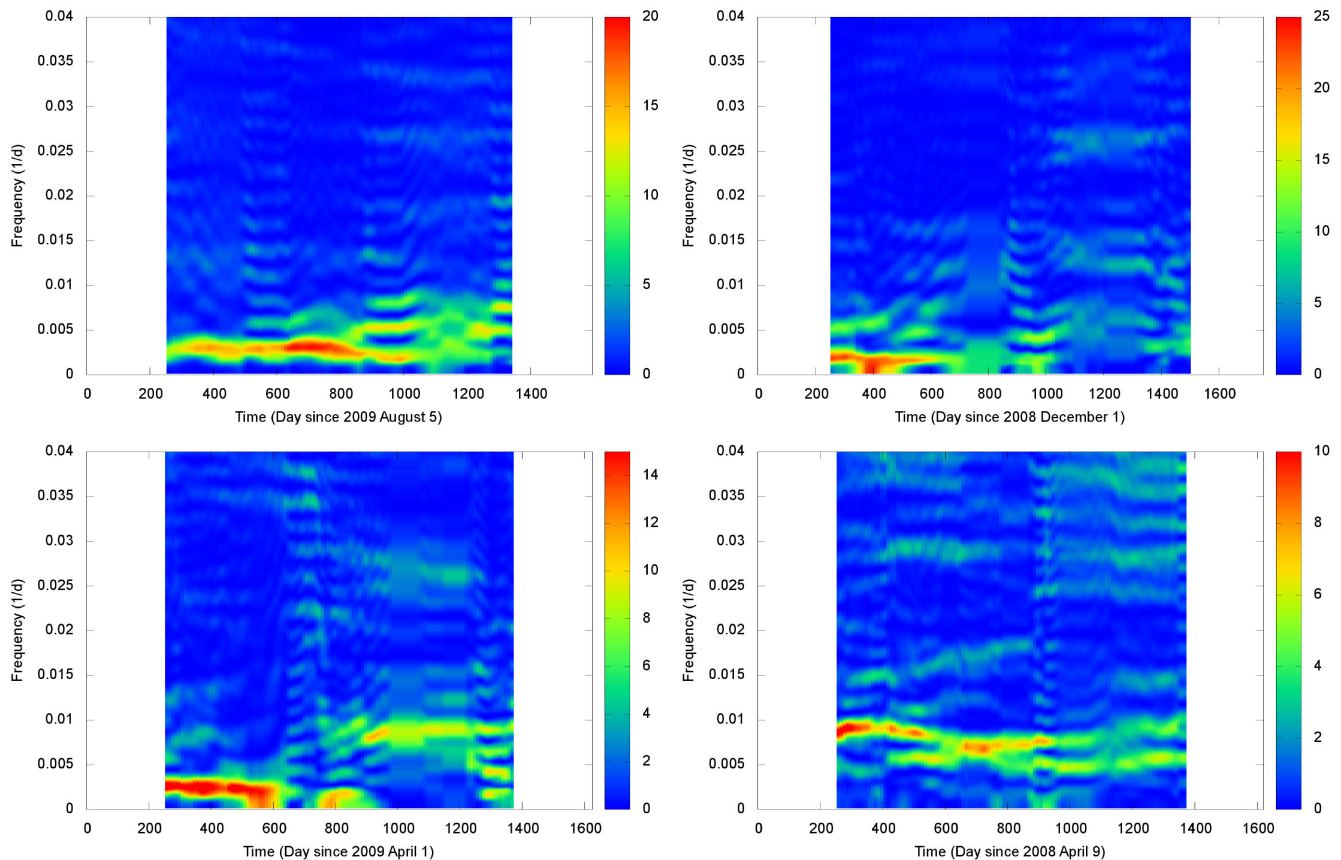 0.04 20 0.04 25
0.035 0.035
0.03 15 0.03 20
0.025 0.025
15
0.02 10 0.02
Frequency (1/d) Frequency (1/d)
0.015 0.015 10
0.01 5 0.01
5
0.005 0.005
0 0 0 0
0 200 400 600 800 1000 1200 1400 1600 0 200 400 600 800 1000 1200 1400 1600
Time (Day since 2009 August 5) Time (Day since 2008 December 1)
0.04 0.04 10
14
0.035 0.035
12
0.03 0.03 8
10
0.025 0.025
6
0.02 8 0.02
Frequency (1/d) Frequency (1/d)
6
0.015 0.015 4
4
0.01 0.01
2
0.005 2 0.005
0 0 0 0
0 200 400 600 800 1000 1200 1400 1600 0 200 400 600 800 1000 1200 1400 1600
Time (Day since 2009 April 1) Time (Day since 2008 April 9)